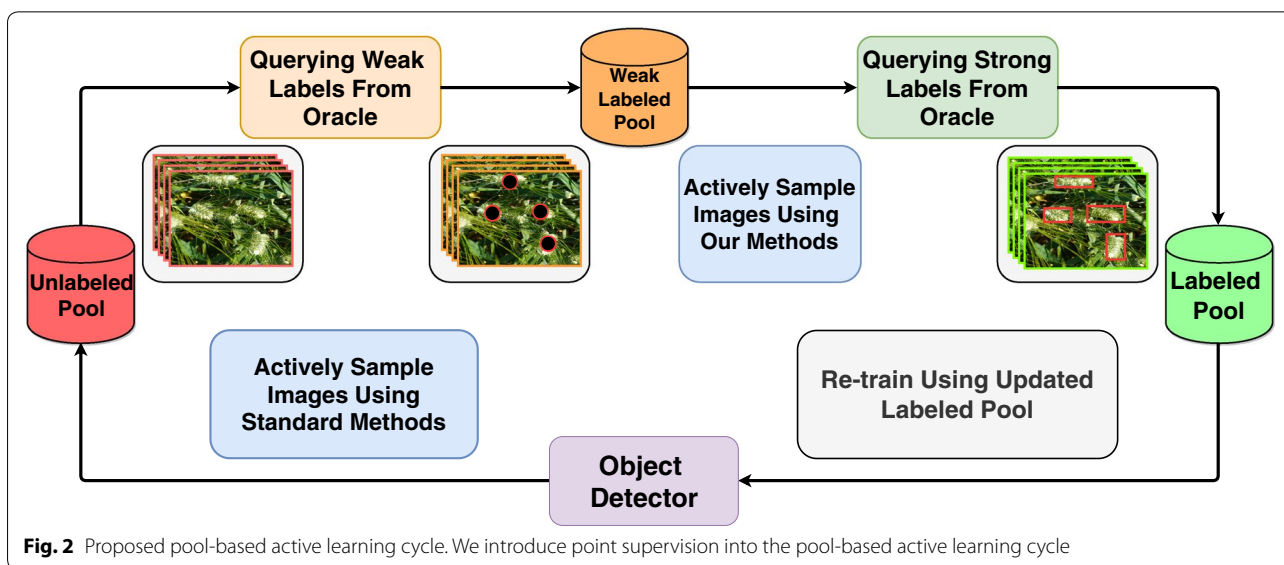 Querying Weak
Labels From
Oracle
Weak
Labeled
Pool
Querying Strong
Labels From
Oracle
Actively Sample
Images Using
Our Methods
Unlabeled
Pool
Labeled
Pool
Actively Sample
Images Using
Standard Methods
Re-train Using Updated
Labeled Pool
Object
Detector
Fig. 2 Proposed pool-based active learning cycle. We introduce point supervision into the pool-based active learning cycle